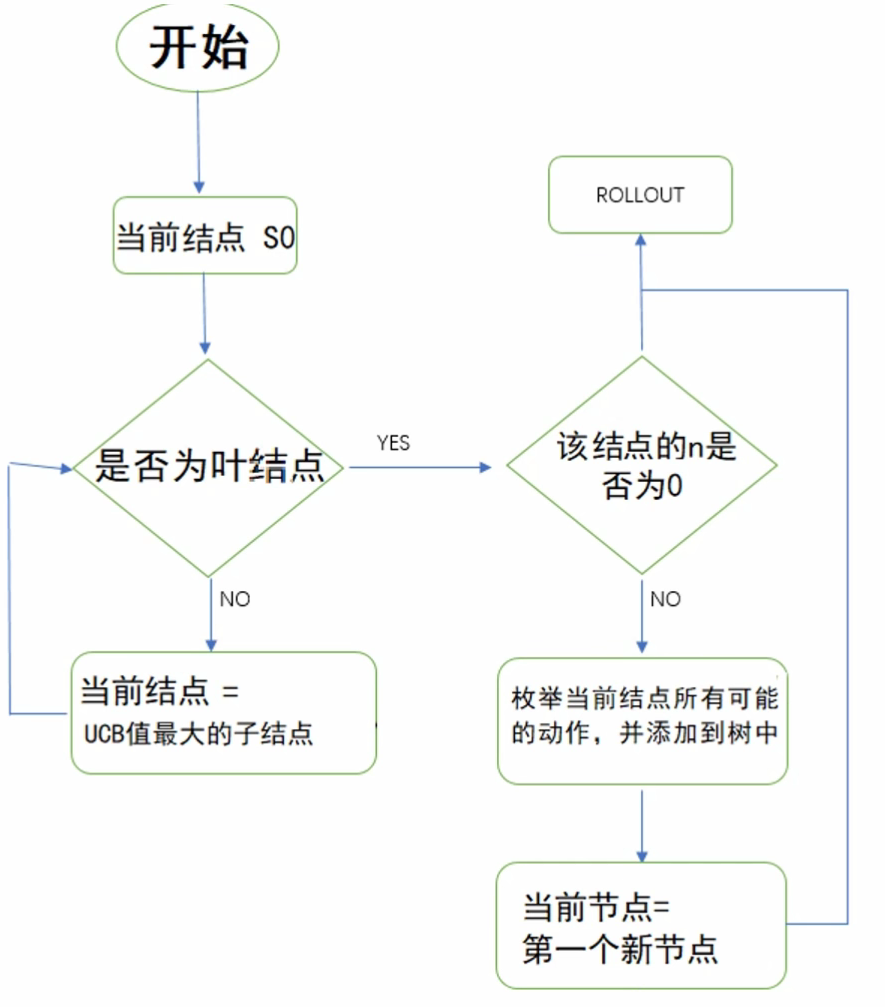 开始
当前结点 S0
是否为叶结点
YES
NO
当前结点 =
UCB值最大的子结点
ROLLOUT
该结点的n是
否为0
NO
枚举当前结点所有可能
的动作，并添加到树中
当前节点=
第一个新节点